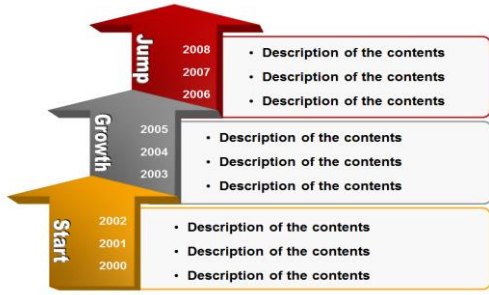 Jump
2008
2007
2006
• Description of the contents
• Description of the contents
• Description of the contents
Growth
2005
2004
2003
• Description of the contents
• Description of the contents
• Description of the contents
Start
2002
2001
2000
• Description of the contents
• Description of the contents
• Description of the contents